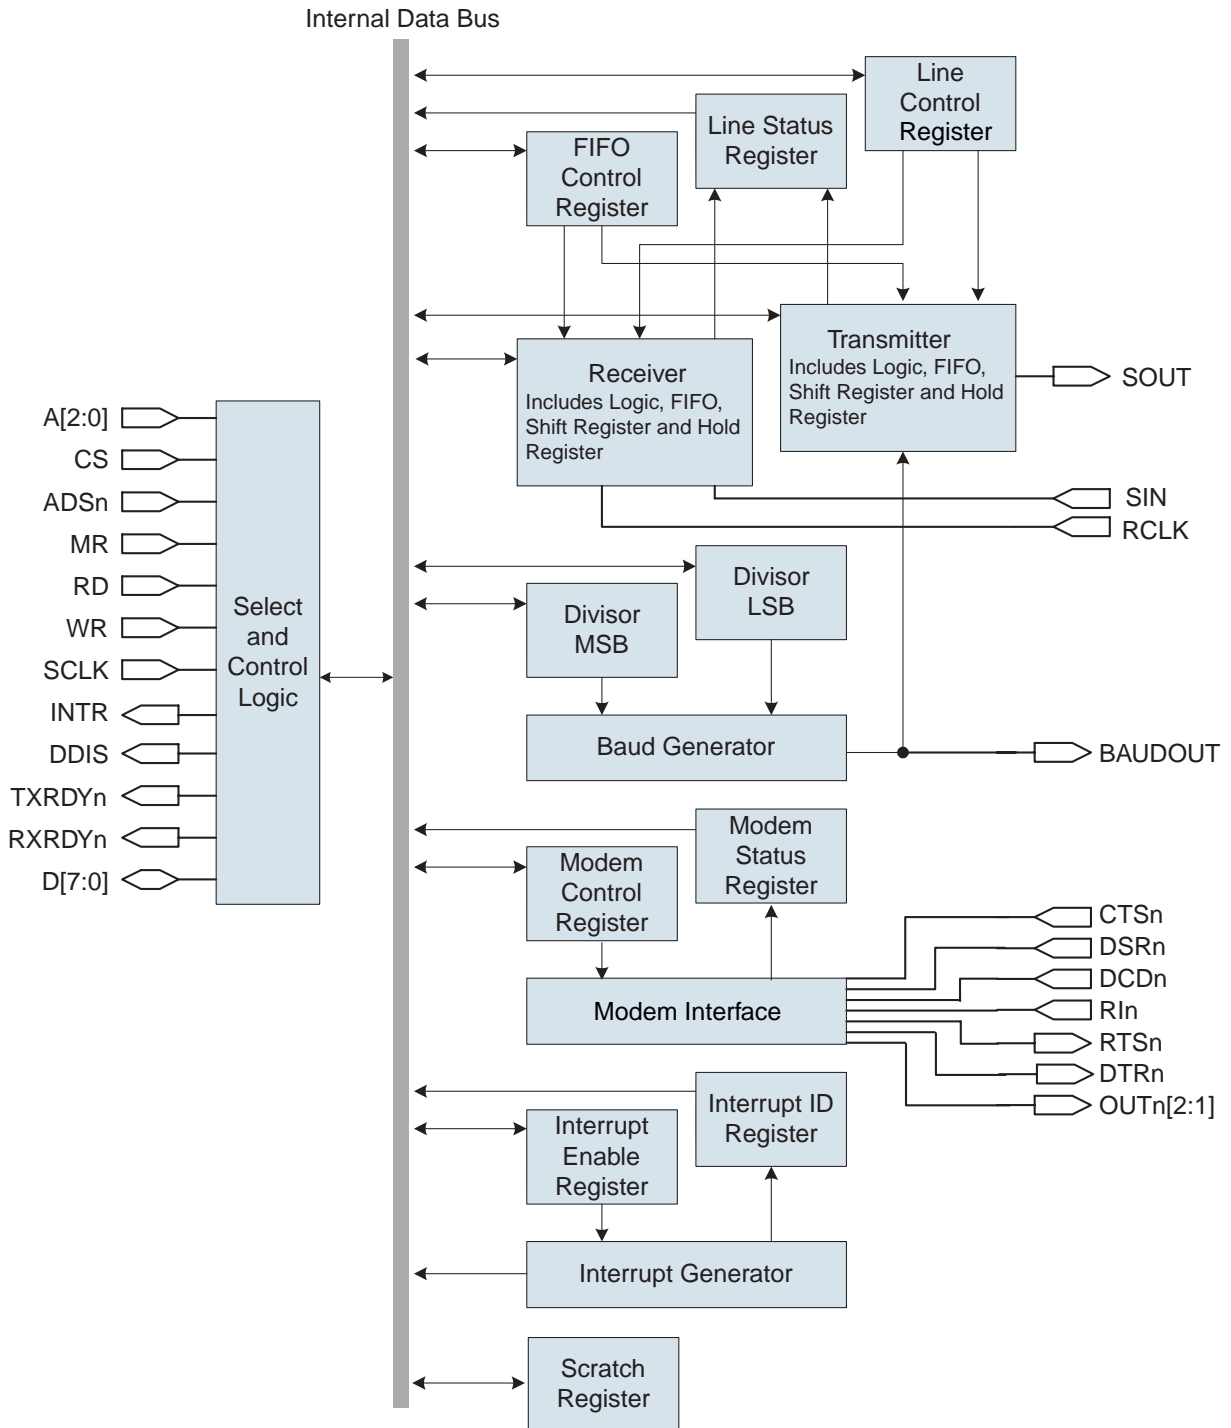 Internal Data Bus
Line
Control
Register
Line Status
Register
FIFO
Control
Register
Transmitter
Includes Logic, FIFO,
Shift Register and Hold
Register
SOUT
Receiver
Includes Logic, FIFO,
Shift Register and Hold
Register
SIN
RCLK
A[2:0]
CS
ADSn
MR
RD
WR
SCLK
INTR
DDIS
TXRDYn
RXRDYn
D[7:0]
Select
and
Control
Logic
Divisor
LSB
Divisor
MSB
Baud Generator
BAUDOUT
Modem
Status
Register
Modem
Control
Register
Modem Interface
CTSn
DSRn
DCDn
RIn
RTSn
DTRn
OUTn[2:1]
Interrupt ID
Register
Interrupt
Enable
Register
Interrupt Generator
Scratch
Register